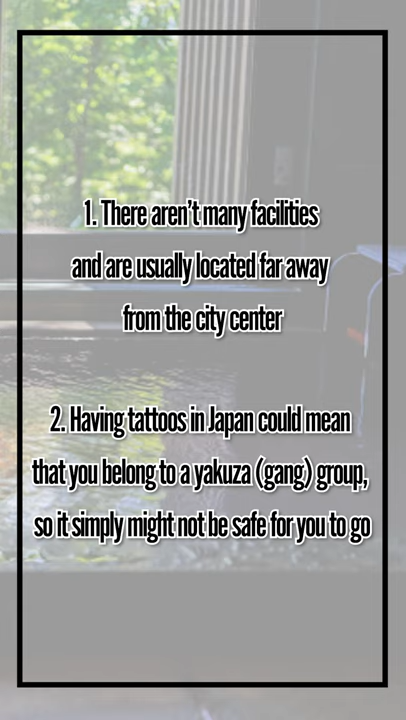 1. There aren't many facilities
and are usually located far away
from the city center
2. Having tattoos in Japan could mean
that you belong to a yakuza (gang) group,
so it simply might not be safe for you to go